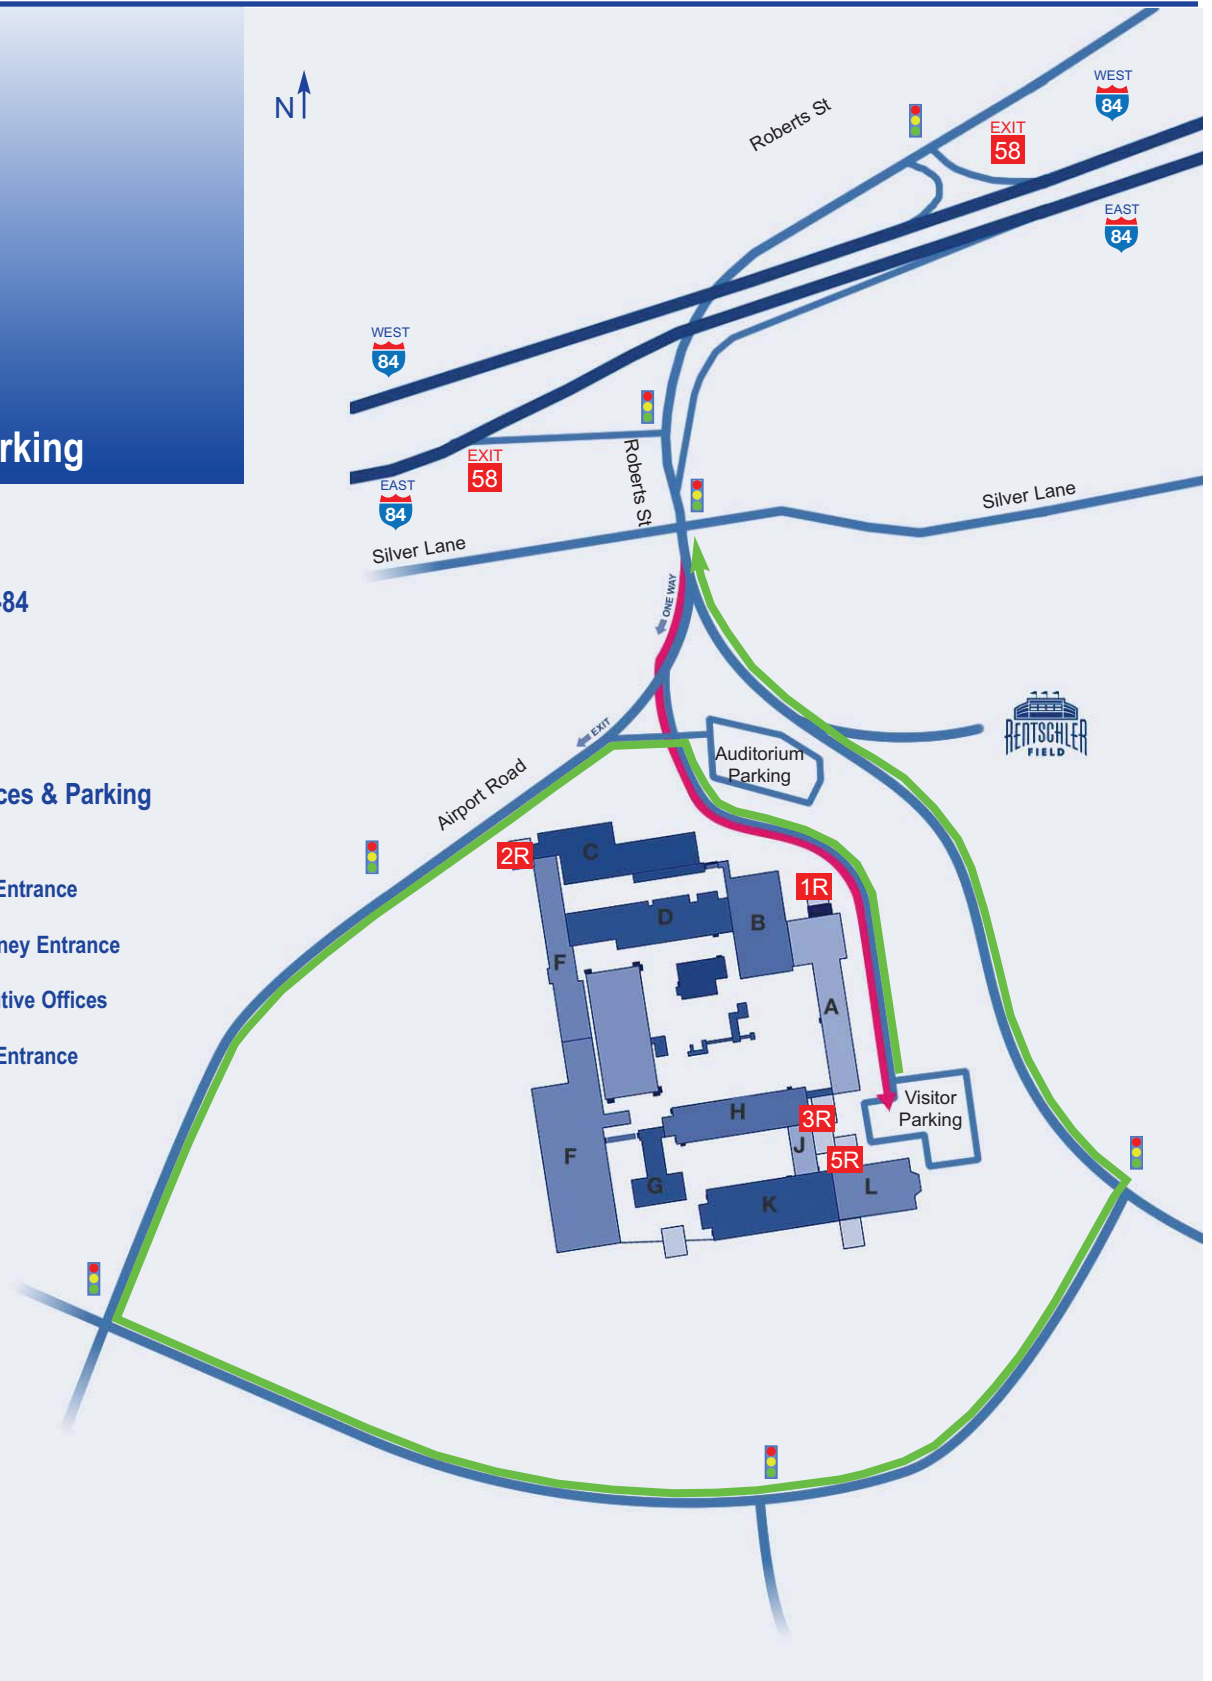 N
rking
-84
ces & Parking
Entrance
ney Entrance
tive Offices
Entrance
Roberts St
WEST
84
EXIT
58
EAST
84
WEST
84
EXIT
58
EAST
84
Roberts St
Silver Lane
Silver Lane
ONE WAY
EXIT
RENTSCHLER
FIELD
Auditorium
Parking
Airport Road
2R
C
1R
D
B
F
A
Visitor
Parking
H
3R
J
F
5R
G
L
K